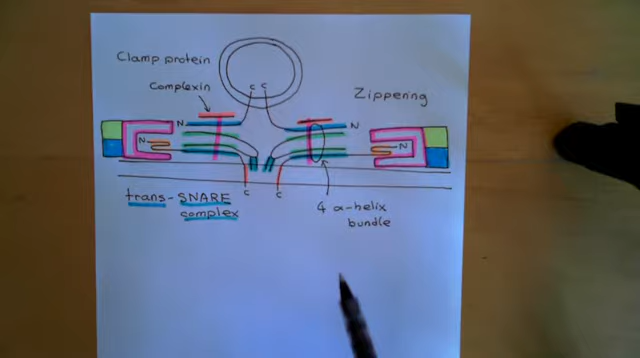 Clamp protein
Complexin
Zippering
C C
N
N
N
N
C
C
trans-SNARE
complex
4 α-helix
bundle